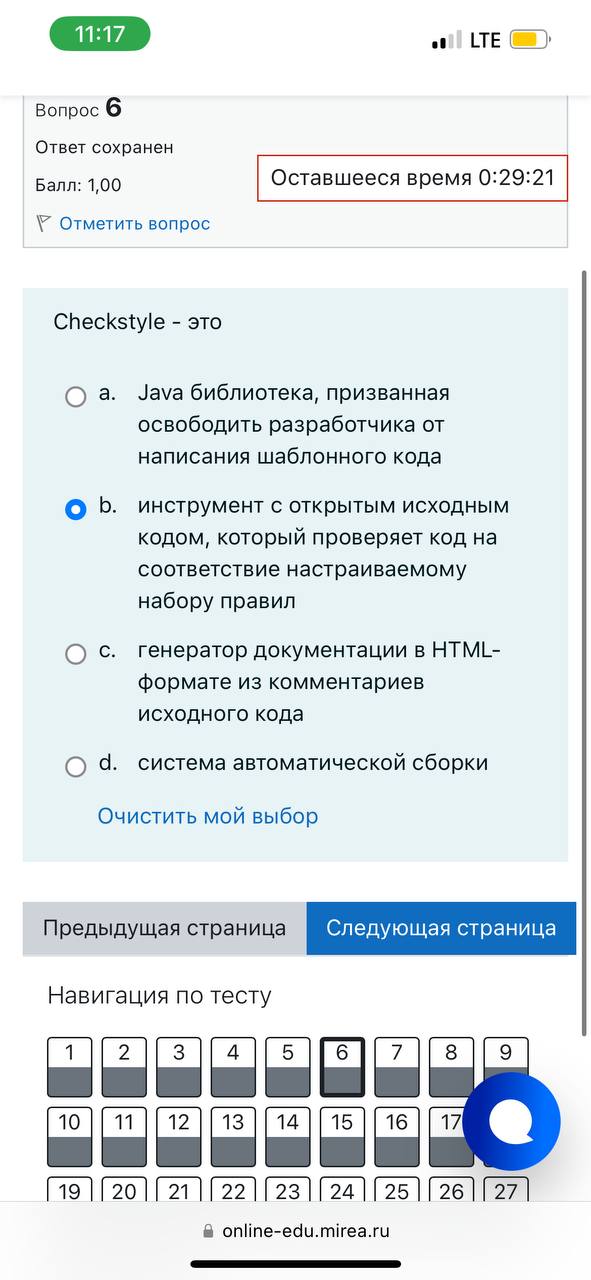 11:17
LTE
Вопрос 6
Ответ сохранен
Оставшееся время 0:29:21
Балл: 1,00
Отметить вопрос
Checkstyle - это
a. Java библиотека, призванная
освободить разработчика от
написания шаблонного кода
b. инструмент с открытым исходным
кодом, который проверяет код на
соответствие настраиваемому
набору правил
c. генератор документации в HTML-
формате из комментариев
исходного кода
d. система автоматической сборки
Очистить мой выбор
Предыдущая страница Следующая страница
Навигация по тесту
1 2 3 4 5 6 7 8 9
10 11 12 13 14 15 16 17
19 20 21 22 23 24 25 26 27
online-edu.mirea.ru